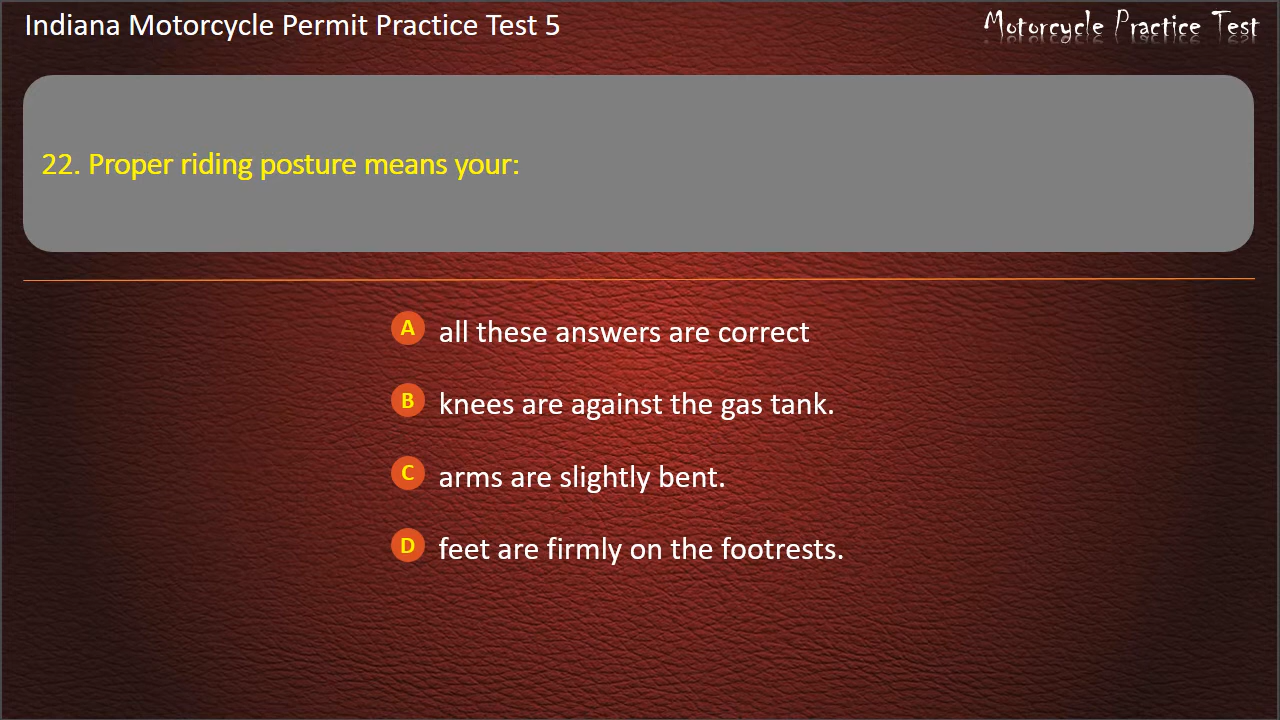 Indiana Motorcycle Permit Practice Test 5
Motorcycle Practice Test
22. Proper riding posture means your:
A all these answers are correct
B knees are against the gas tank.
C arms are slightly bent.
D feet are firmly on the footrests.